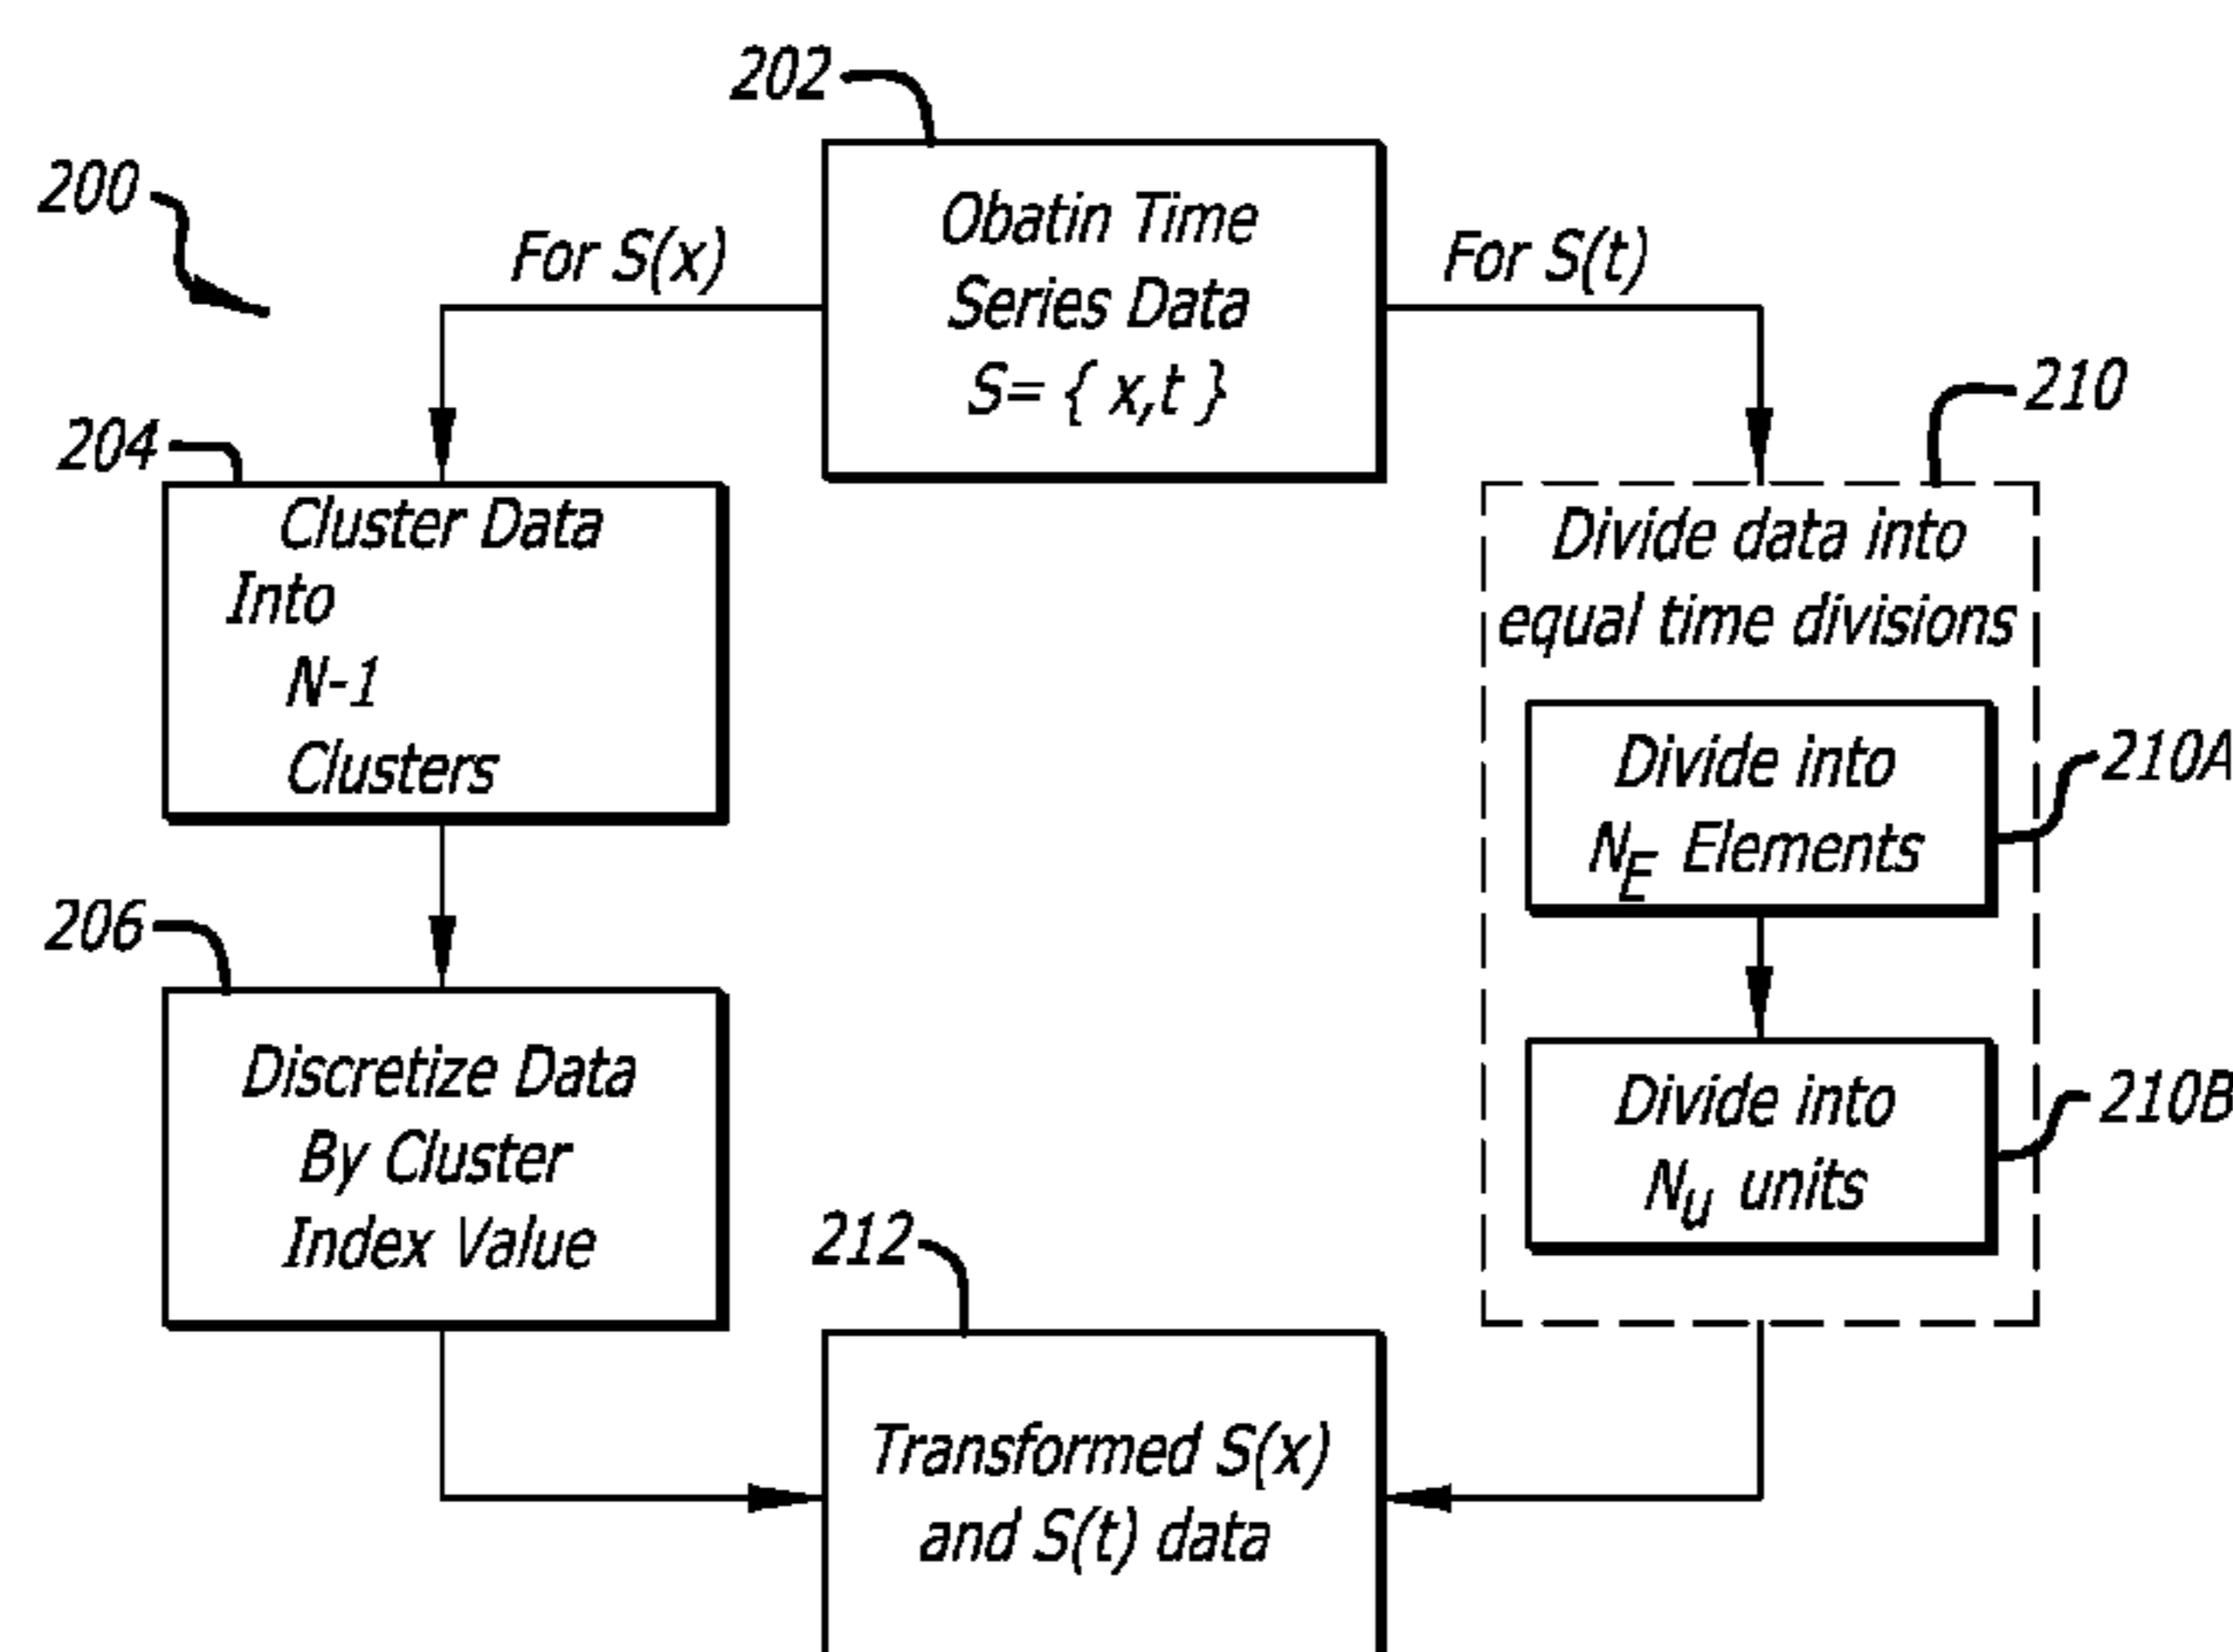 202
200
Obatin Time
Series Data
S= { x,t }
For S(x)
For S(t)
204
Cluster Data
Into
N-1
Clusters
210
Divide data into
equal time divisions
Divide into
N_E Elements
210A
206
Discretize Data
By Cluster
Index Value
Divide into
N_U units
210B
212
Transformed S(x)
and S(t) data